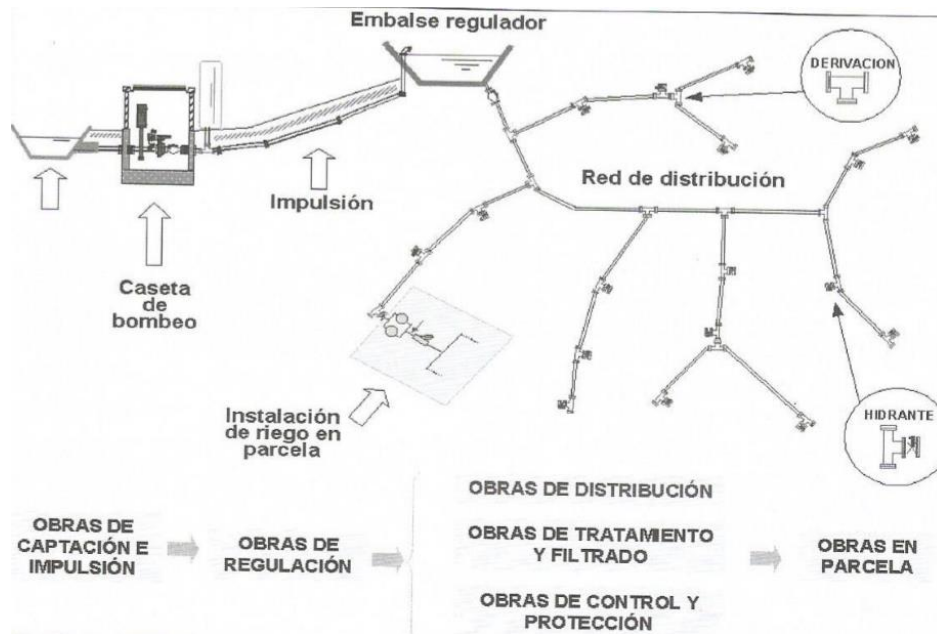 Embalse regulador
DERIVACION
Red de distribución
Impulsión
Caseta
de
bombeo
Instalación
de riego en
parcela
HIDRANTE
OBRAS DE
CAPTACIÓN E
IMPULSIÓN
OBRAS DE
REGULACIÓN
OBRAS DE DISTRIBUCIÓN
OBRAS DE TRATAMIENTO
Y FILTRADO
OBRAS DE CONTROL Y
PROTECCIÓN
OBRAS EN
PARCELA